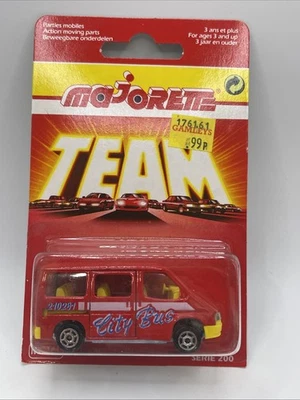 Parties mobiles
Action moving parts
Beweegbare onderdelen
3 ans et plus
For ages 3 and up
3 jaar en ouder
majorette
176161
GAMLEYS
.99P
TEAM
City Bus
SERIE 200